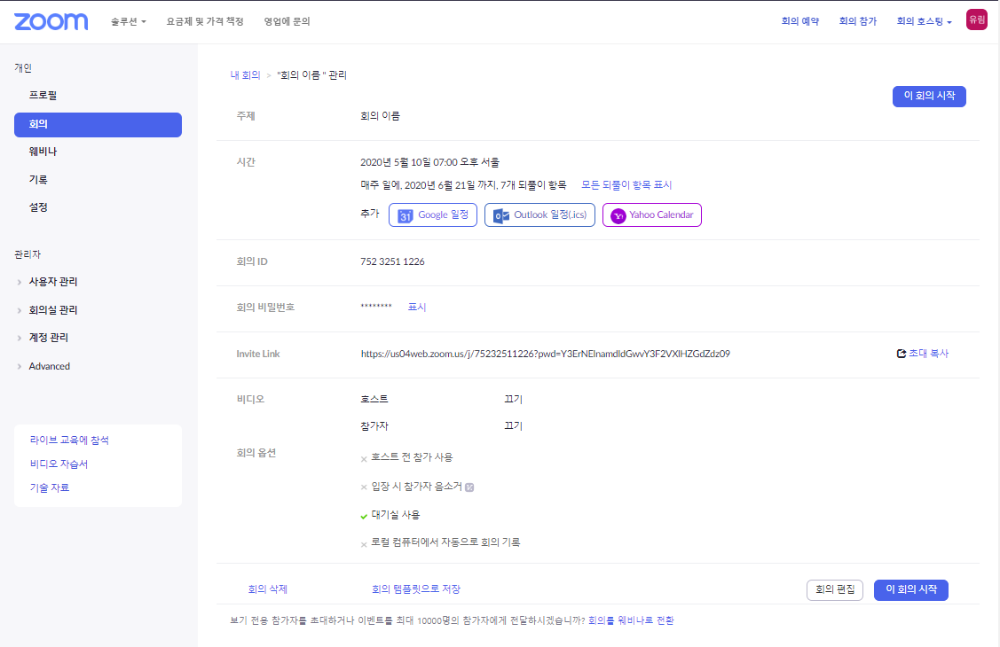 zoom 솔루션 요금제 및 가격 책정 영업에 문의 회의 예약 회의 참가 회의 호스팅 유림
개인
프로필
회의
웨비나
기록
설정
관리자
사용자 관리
회의실 관리
계정 관리
Advanced
라이브 교육에 참석
비디오 자습서
기술 자료
내 회의 > "회의 이름 " 관리
이 회의 시작
주제 회의 이름
시간 2020년 5월 10일 07:00 오후 서울
매주 일에, 2020년 6월 21일 까지, 7개 되풀이 항목 모든 되풀이 항목 표시
추가 31 Google 일정 Outlook 일정(.ics) Yahoo Calendar
회의 ID 752 3251 1226
회의 비밀번호 ******** 표시
Invite Link https://us04web.zoom.us/j/75232511226?pwd=Y3ErNElnamdIdGwvY3F2VXlHZGdZdz09 초대 복사
비디오 호스트 끄기
참가자 끄기
회의 옵션
호스트 전 참가 사용
입장 시 참가자 음소거
대기실 사용
로컬 컴퓨터에서 자동으로 회의 기록
회의 삭제 회의 템플릿으로 저장 회의 편집 이 회의 시작
보기 전용 참가자를 초대하거나 이벤트를 최대 10000명의 참가자에게 전달하시겠습니까? 회의를 웨비나로 전환